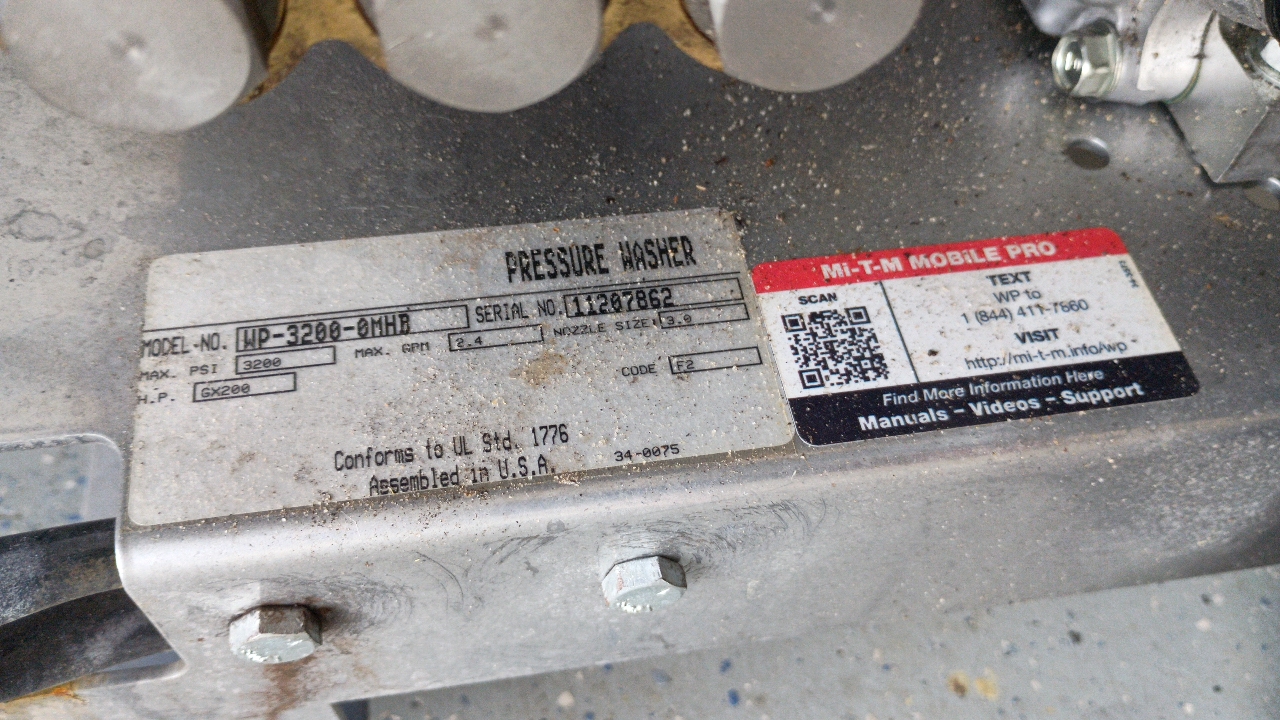 PRESSURE WASHER
MODEL NO. WP-3200-0MHB SERIAL NO. 11207862
MAX. PSI 3200 MAX. GPM 2.4 NOZZLE SIZE 3.0
H.P. GX200 CODE F2
Conforms to UL Std. 1776
Assembled in U.S.A. 34-0075
Mi-T-M MOBILE PRO
SCAN
TEXT
WP to
1 (844) 411-7660
VISIT
http://mi-t-m.info/wp
Find More Information Here
Manuals - Videos - Support